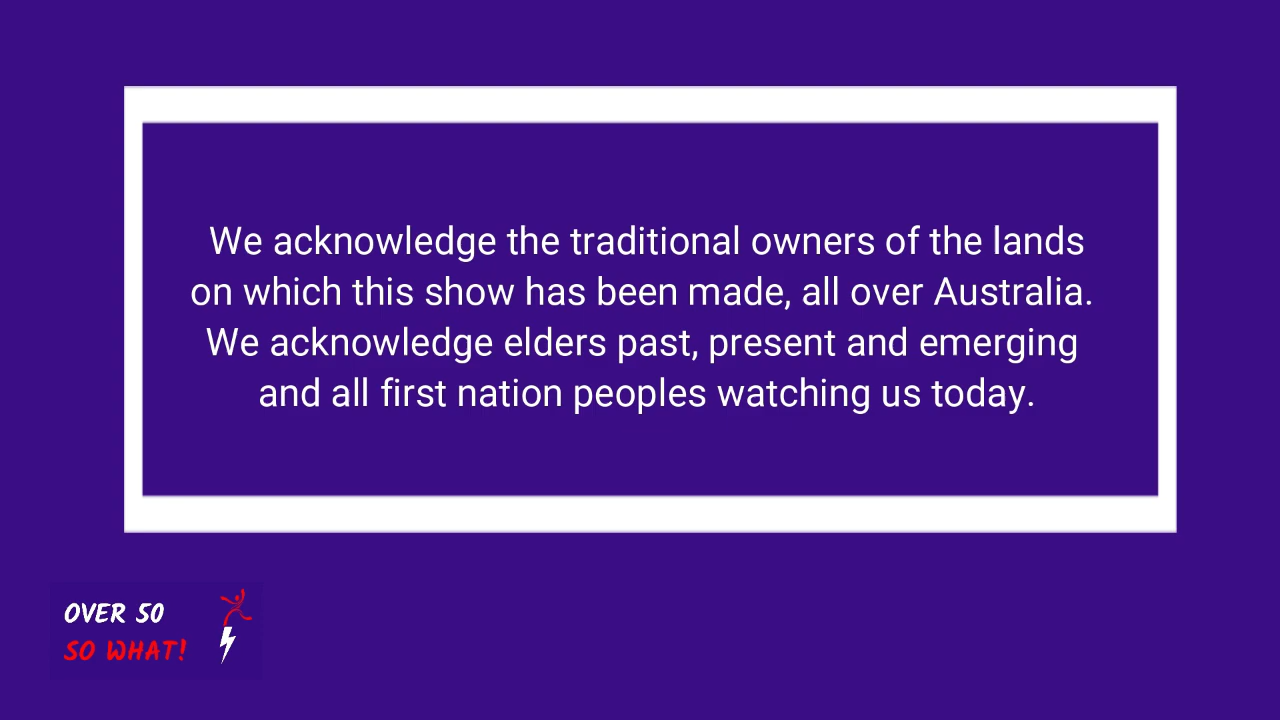 We acknowledge the traditional owners of the lands
on which this show has been made, all over Australia.
We acknowledge elders past, present and emerging
and all first nation peoples watching us today.
OVER 50
SO WHAT!